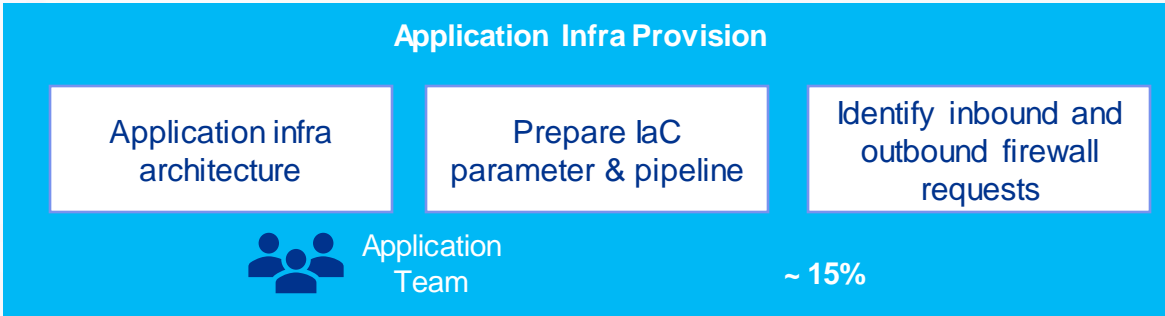 Application Infra Provision
Application infra
architecture
Prepare IaC
parameter & pipeline
Identify inbound and
outbound firewall
requests
Application
Team
~ 15%